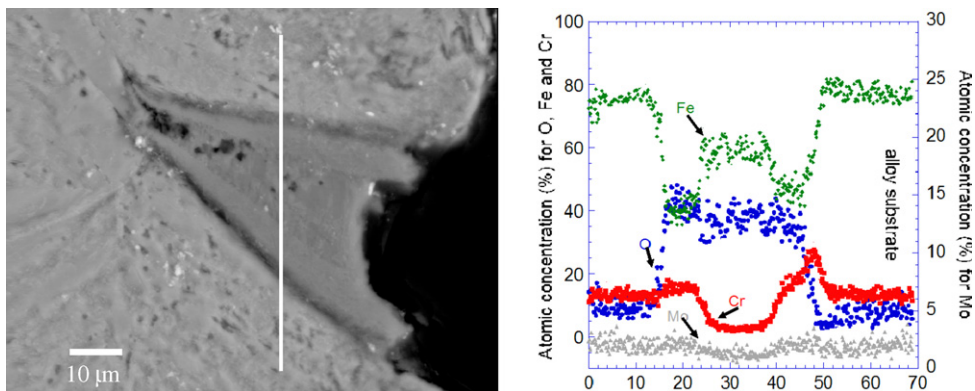 10 µm
Atomic concentration (%) for O, Fe and Cr
100
80
60
40
20
0
Fe
O
Cr
Mo
alloy substrate
30
25
20
15
10
5
0
Atomic concentration (%) for Mo
0 10 20 30 40 50 60 70